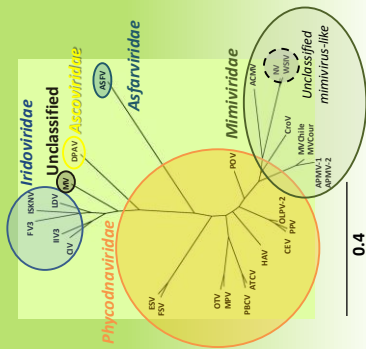 Iridoviridae
Unclassified
Ascoviridae
Asfarviridae
Phycodnaviridae
Mimiviridae
Unclassified
mimivirus-like
FV3
ISKNV
LDV
IIV3
CIV
MV
DPAV
ASFV
ESV
FSV
OTV
MPV
PBCV
ATCV
HAV
CEV
PPV
OLPV-2
POV
ACMV
NV
WSIV
CroV
MVChile
MVCour
APMV-1
APMV-2
0.4